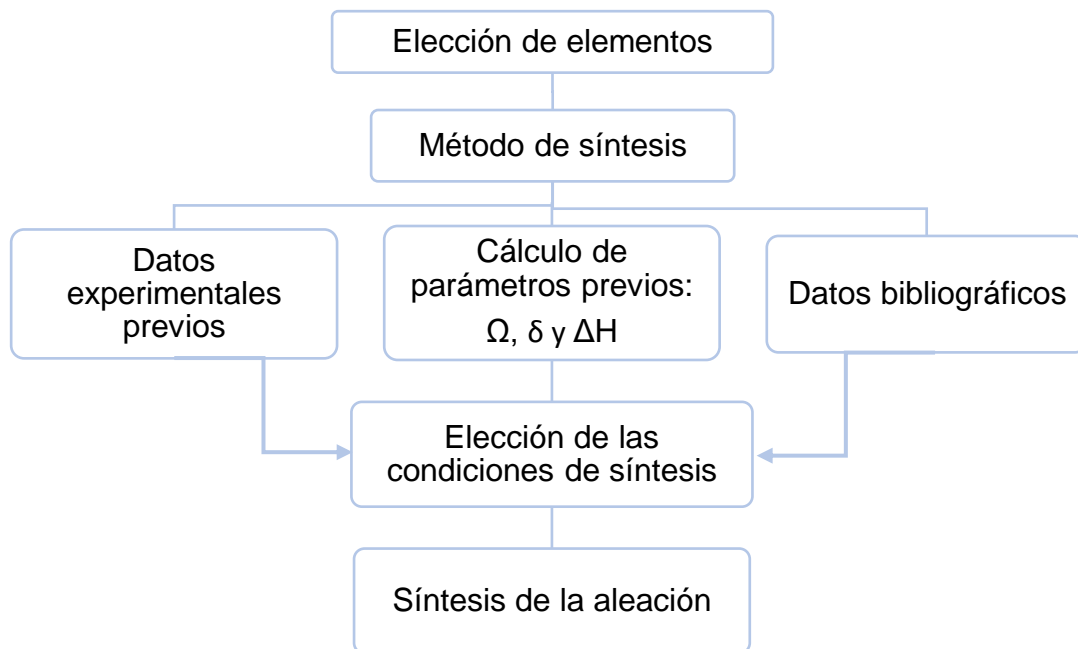 Elección de elementos
Método de síntesis
Datos
experimentales
previos
Cálculo de
parámetros previos:
Ω, δ y ΔH
Datos bibliográficos
Elección de las
condiciones de síntesis
Síntesis de la aleación